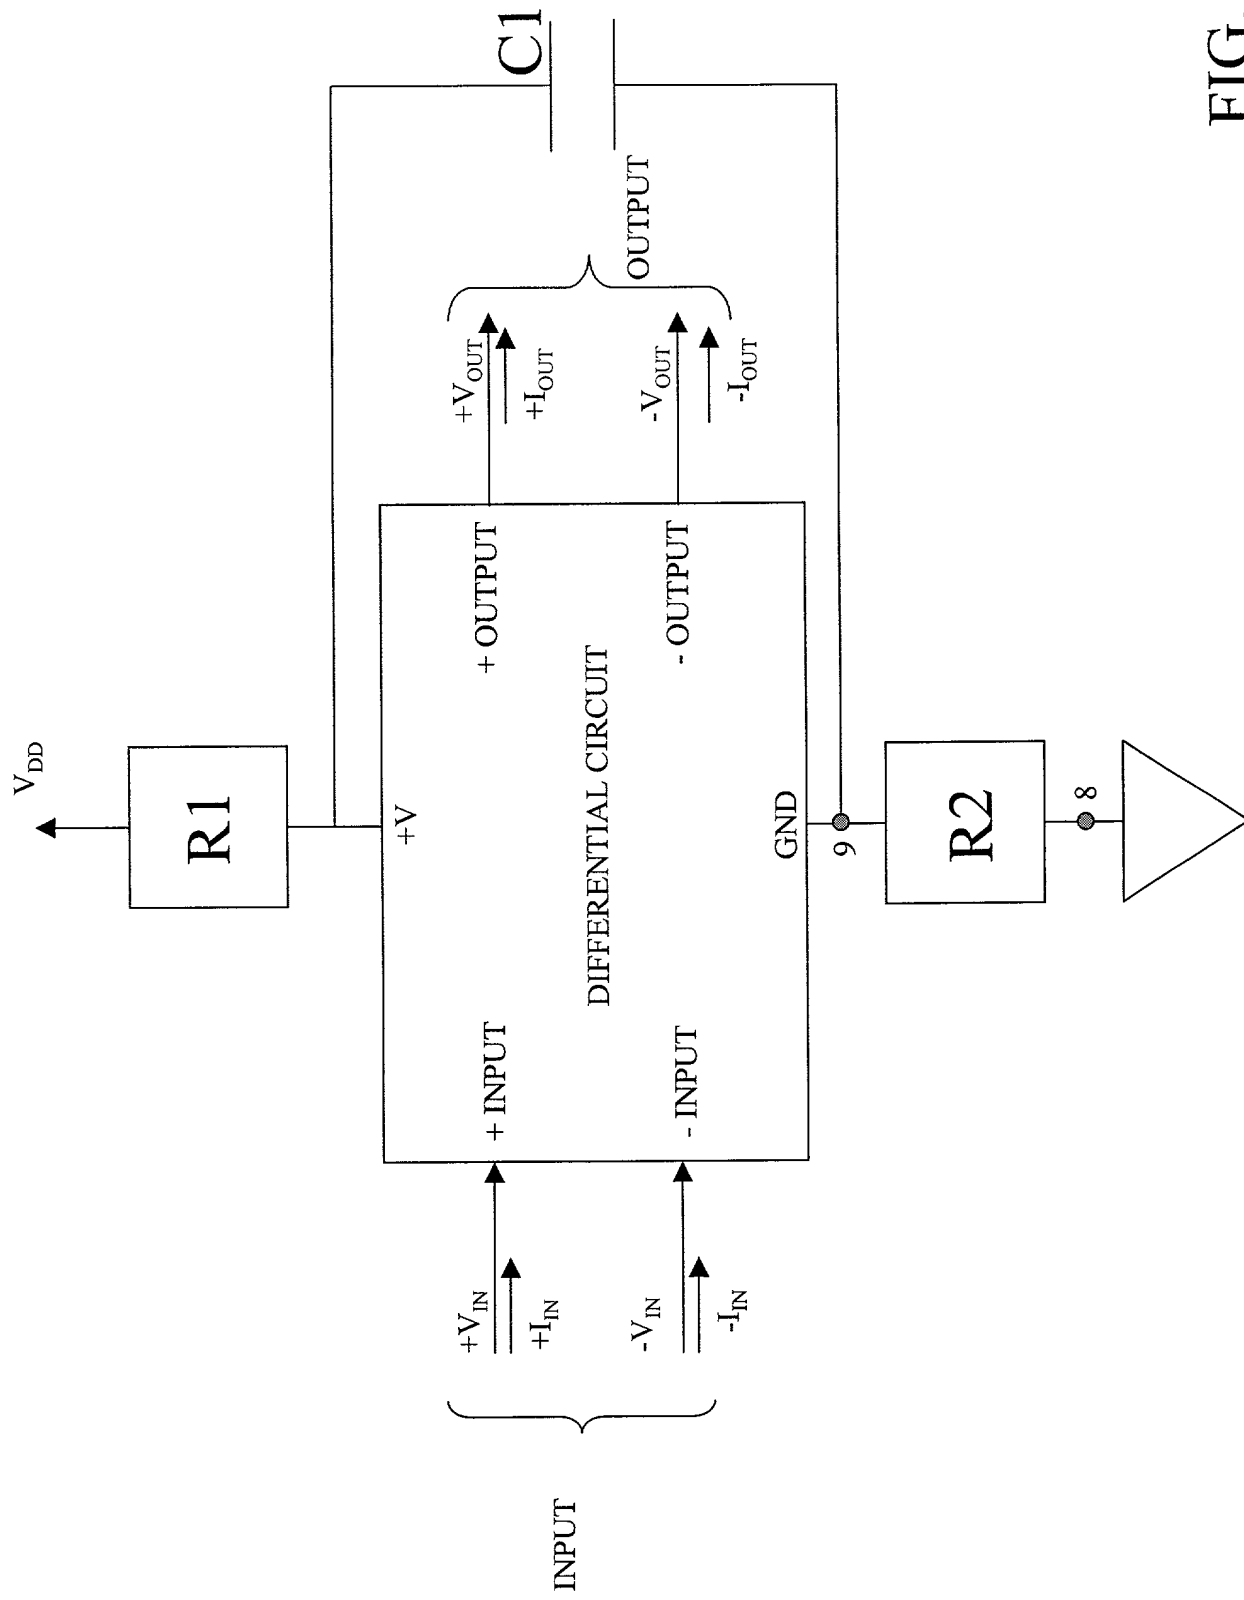 V_DD
R1
+V
C1
INPUT
+V_IN
+I_IN
-V_IN
-I_IN
+ INPUT
- INPUT
DIFFERENTIAL CIRCUIT
+ OUTPUT
- OUTPUT
+V_OUT
+I_OUT
-V_OUT
-I_OUT
OUTPUT
GND
9
R2
8
FIG.